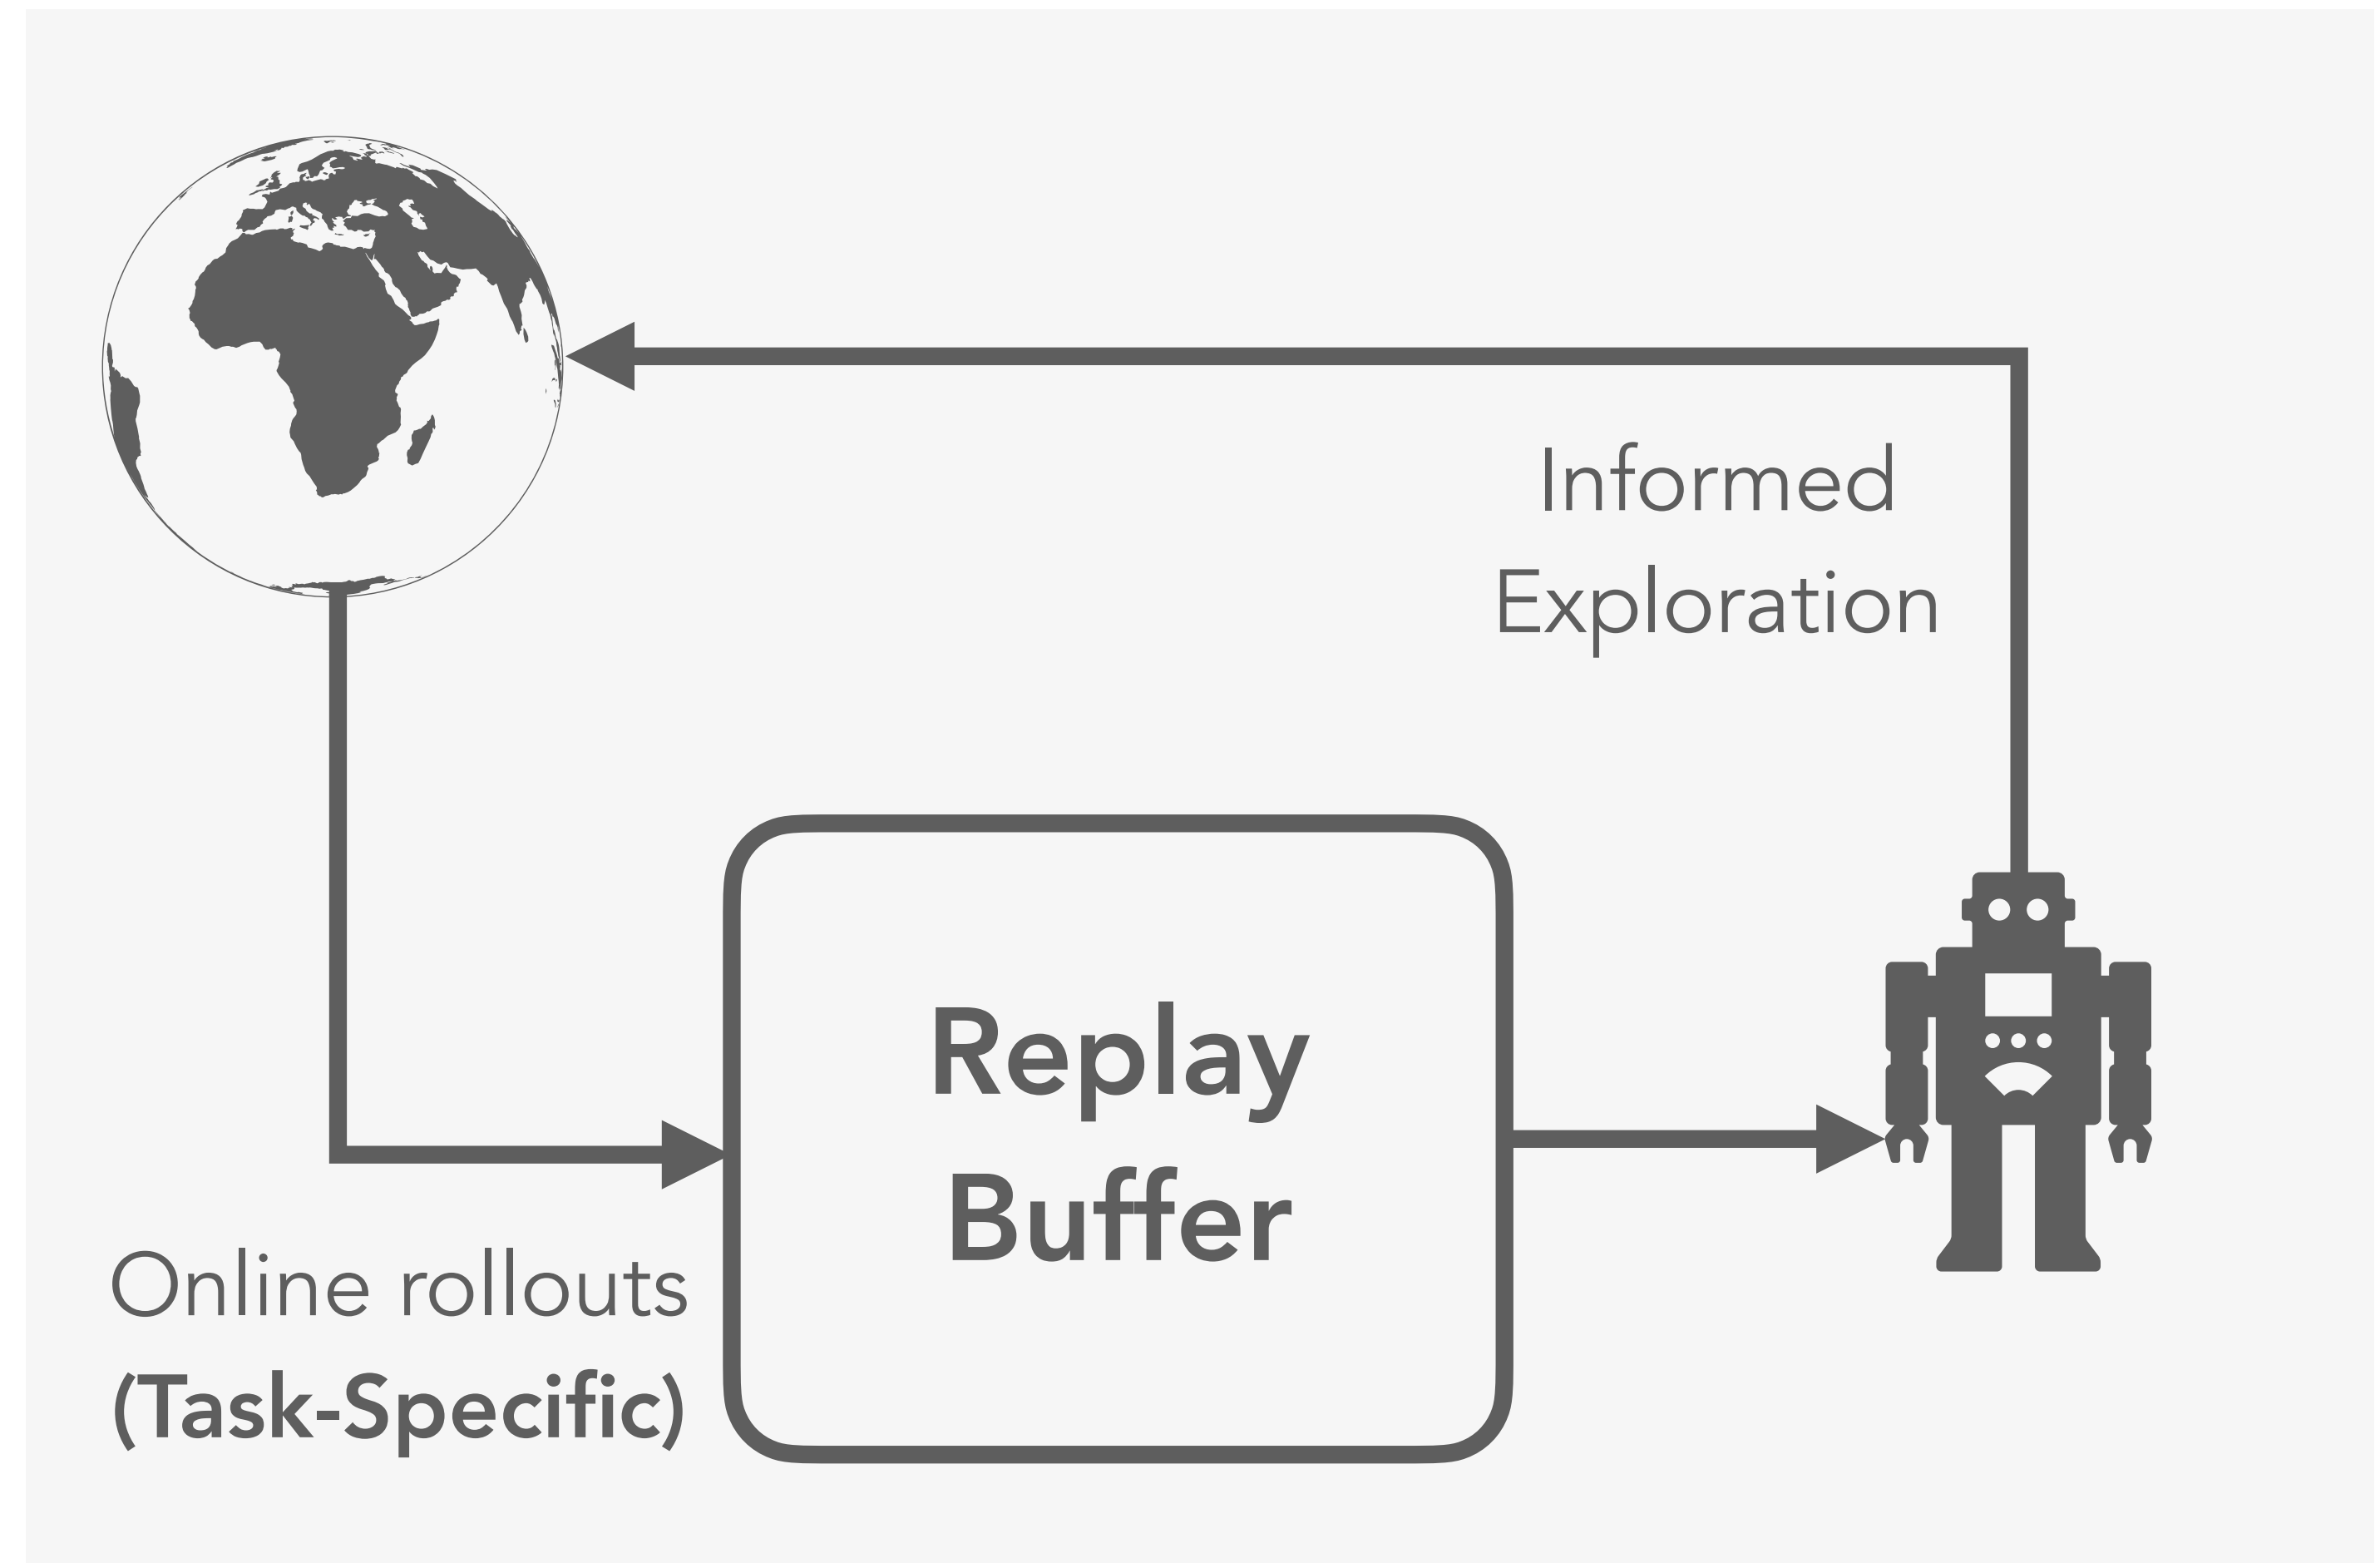 Informed
Exploration
Replay
Buffer
Online rollouts
(Task-Specific)